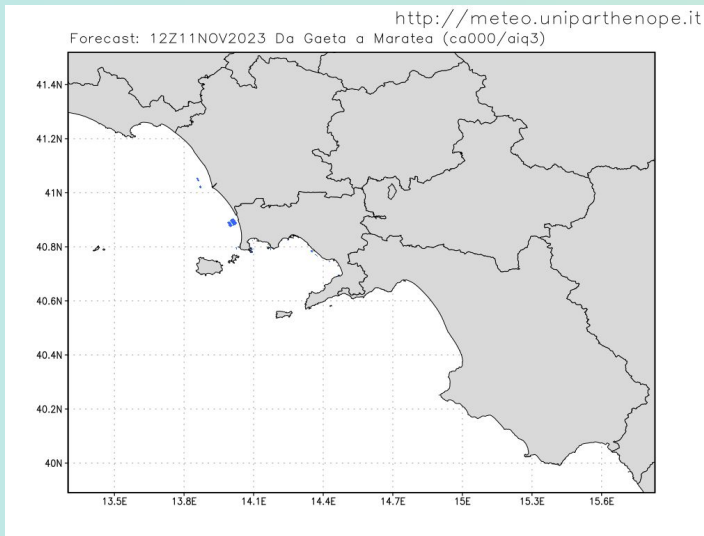 http://meteo.uniparthenope.it
Forecast: 12Z11NOV2023 Da Gaeta a Maratea (ca000/aiq3)
41.4N
41.2N
41N
40.8N
40.6N
40.4N
40.2N
40N
13.5E 13.8E 14.1E 14.4E 14.7E 15E 15.3E 15.6E